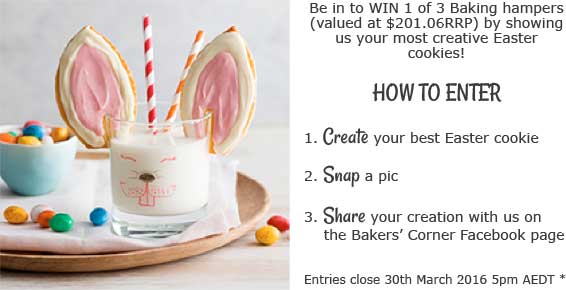 Be in to WIN 1 of 3 Baking hampers
(valued at $201.06RRP) by showing
us your most creative Easter
cookies!
HOW TO ENTER
1. Create your best Easter cookie
2. Snap a pic
3. Share your creation with us on
the Bakers' Corner Facebook page
Entries close 30th March 2016 5pm AEDT *